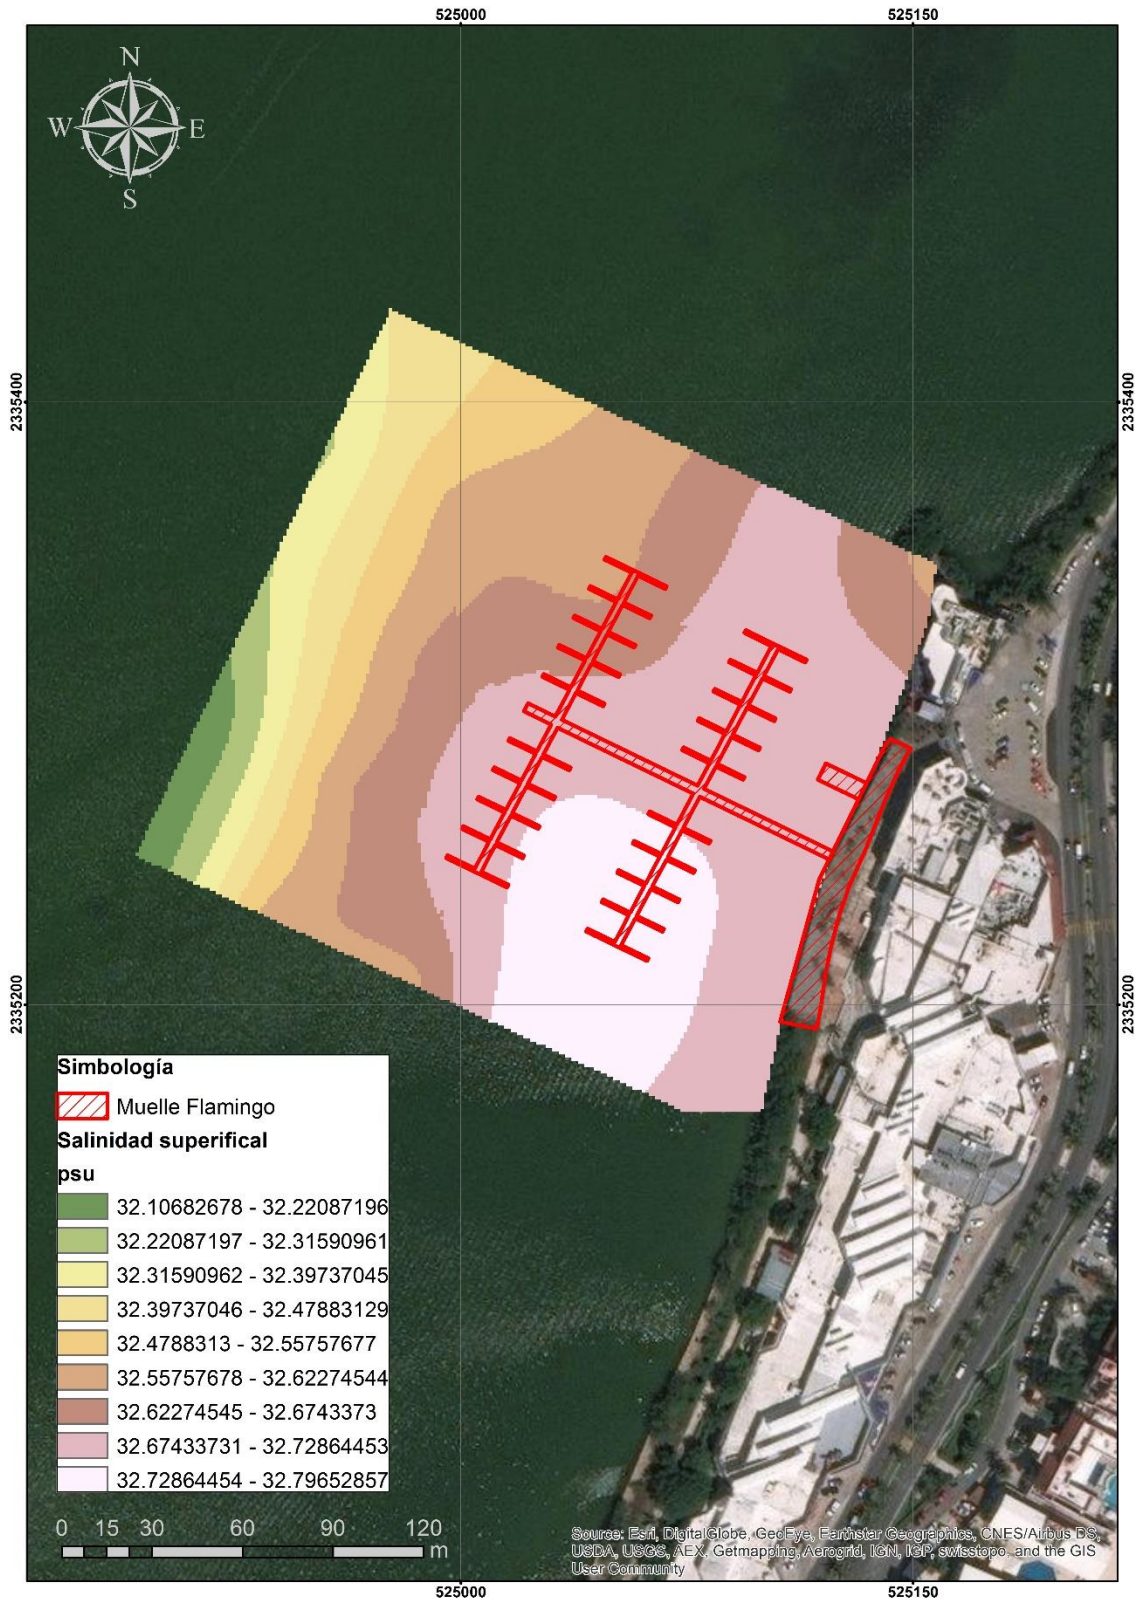 525000
525150
N
W
E
S
2335400
2335400
2335200
2335200
Simbología
Muelle Flamingo
Salinidad superifical
psu
32.10682678 - 32.22087196
32.22087197 - 32.31590961
32.31590962 - 32.39737045
32.39737046 - 32.47883129
32.4788313 - 32.55757677
32.55757678 - 32.62274544
32.62274545 - 32.6743373
32.67433731 - 32.72864453
32.72864454 - 32.79652857
0 15 30 60 90 120
m
Source: Esri, DigitalGlobe, GeoEye, Earthstar Geographics, CNES/Airbus DS,
USDA, USGS, AEX, Getmapping, Aerogrid, IGN, IGP, swisstopo, and the GIS
User Community
525000
525150